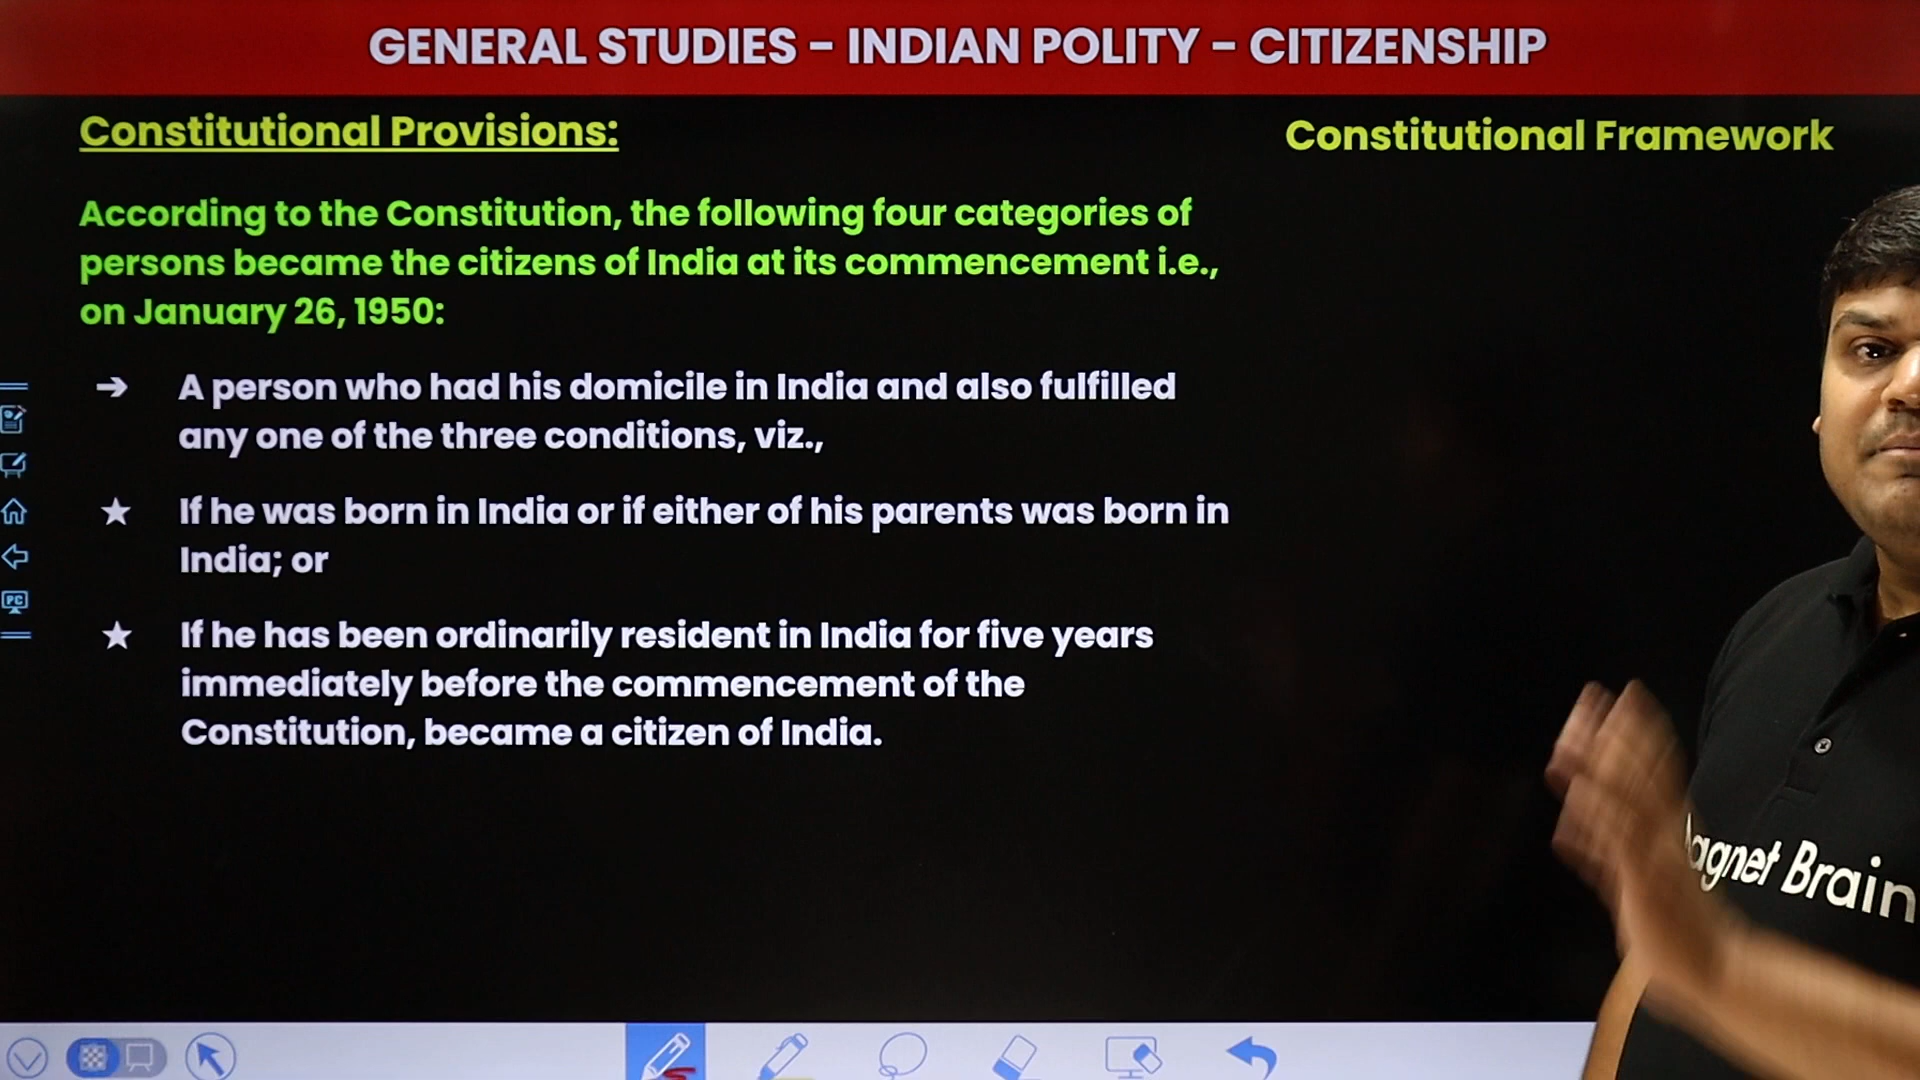 GENERAL STUDIES - INDIAN POLITY - CITIZENSHIP
Constitutional Provisions:
Constitutional Framework
According to the Constitution, the following four categories of
persons became the citizens of India at its commencement i.e.,
on January 26, 1950:
➔ A person who had his domicile in India and also fulfilled
any one of the three conditions, viz.,
★ If he was born in India or if either of his parents was born in
India; or
★ If he has been ordinarily resident in India for five years
immediately before the commencement of the
Constitution, became a citizen of India.
PC
agnet Brain